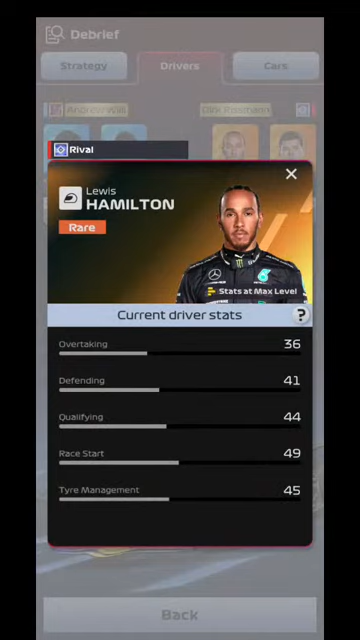 Debrief
Strategy
Drivers
Cars
Rival
Lewis
HAMILTON
Rare
Stats at Max Level
Current driver stats
?
Overtaking 36
Defending 41
Qualifying 44
Race Start 49
Tyre Management 45
Back